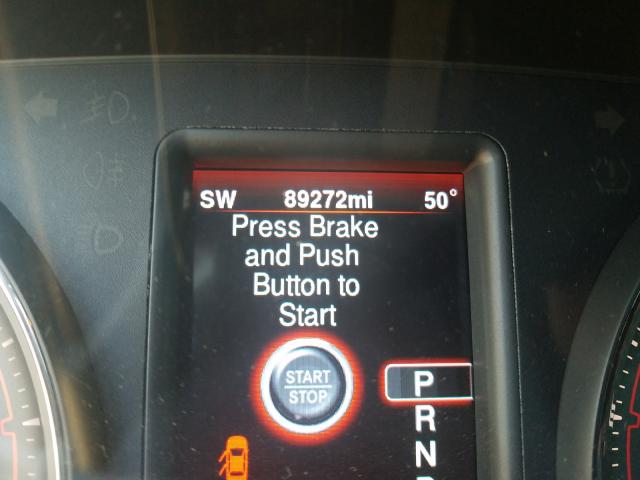 SW 89272mi 50°
Press Brake
and Push
Button to
Start
START
STOP
P
R
N